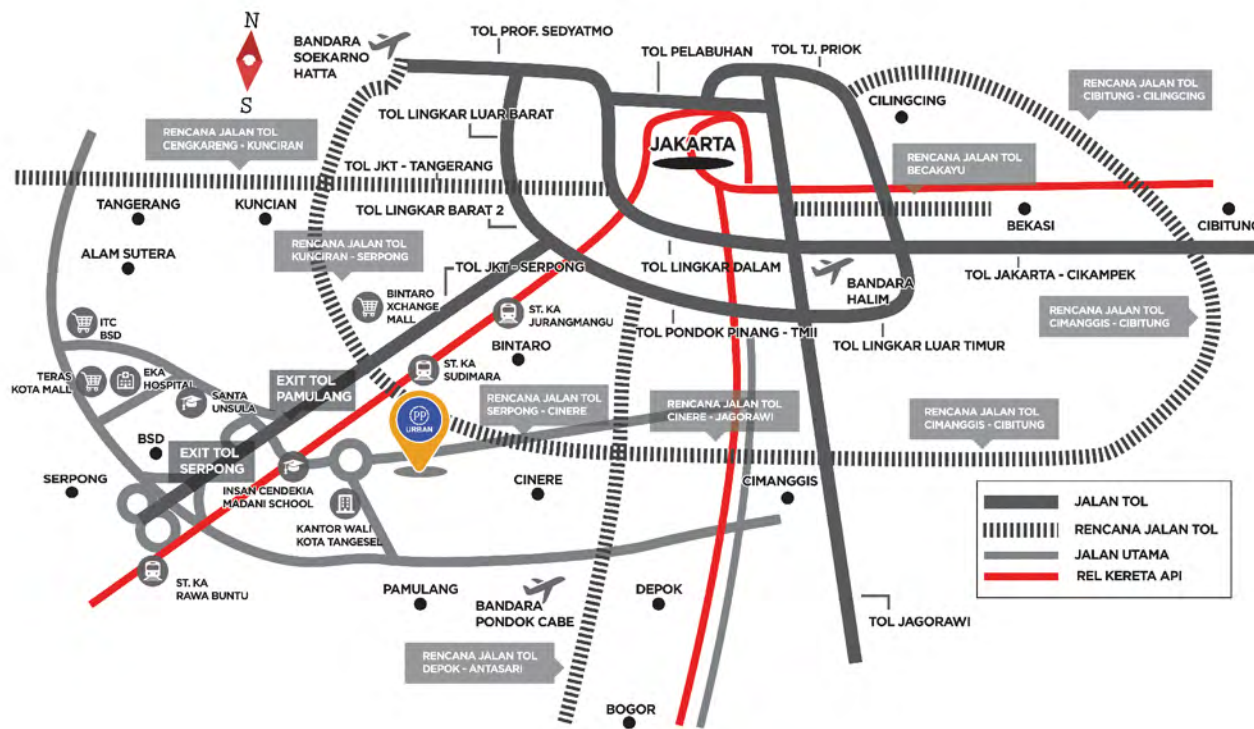 N
S
BANDARA
SOEKARNO
HATTA
TOL PROF. SEDYATMO
TOL PELABUHAN
TOL TJ. PRIOK
CILINGCING
RENCANA JALAN TOL
CIBITUNG - CILINGCING
RENCANA JALAN TOL
CENGKARENG - KUNCIRAN
TOL LINGKAR LUAR BARAT
JAKARTA
RENCANA JALAN TOL
BECAKAYU
TOL JKT - TANGERANG
TANGERANG
KUNCIAN
TOL LINGKAR BARAT 2
BEKASI
CIBITUNG
ALAM SUTERA
RENCANA JALAN TOL
KUNCIRAN - SERPONG
TOL JKT - SERPONG
TOL LINGKAR DALAM
BANDARA
HALIM
TOL JAKARTA - CIKAMPEK
BINTARO
XCHANGE
MALL
ST. KA
JURANGMANGU
ITC
BSD
TOL PONDOK PINANG - TMII
TOL LINGKAR LUAR TIMUR
RENCANA JALAN TOL
CIMANGGIS - CIBITUNG
BINTARO
TERAS
KOTA MALL
EKA
HOSPITAL
SANTA
UNSULA
EXIT TOL
PAMULANG
ST. KA
SUDIMARA
PP
URBAN
RENCANA JALAN TOL
SERPONG - CINERE
RENCANA JALAN TOL
CINERE - JAGORAWI
RENCANA JALAN TOL
CIMANGGIS - CIBITUNG
BSD
EXIT TOL
SERPONG
SERPONG
INSAN CENDEKIA
MADANI SCHOOL
CINERE
CIMANGGIS
KANTOR WALI
KOTA TANGESEL
JALAN TOL
RENCANA JALAN TOL
JALAN UTAMA
REL KERETA API
ST. KA
RAWA BUNTU
PAMULANG
BANDARA
PONDOK CABE
DEPOK
TOL JAGORAWI
RENCANA JALAN TOL
DEPOK - ANTASARI
BOGOR